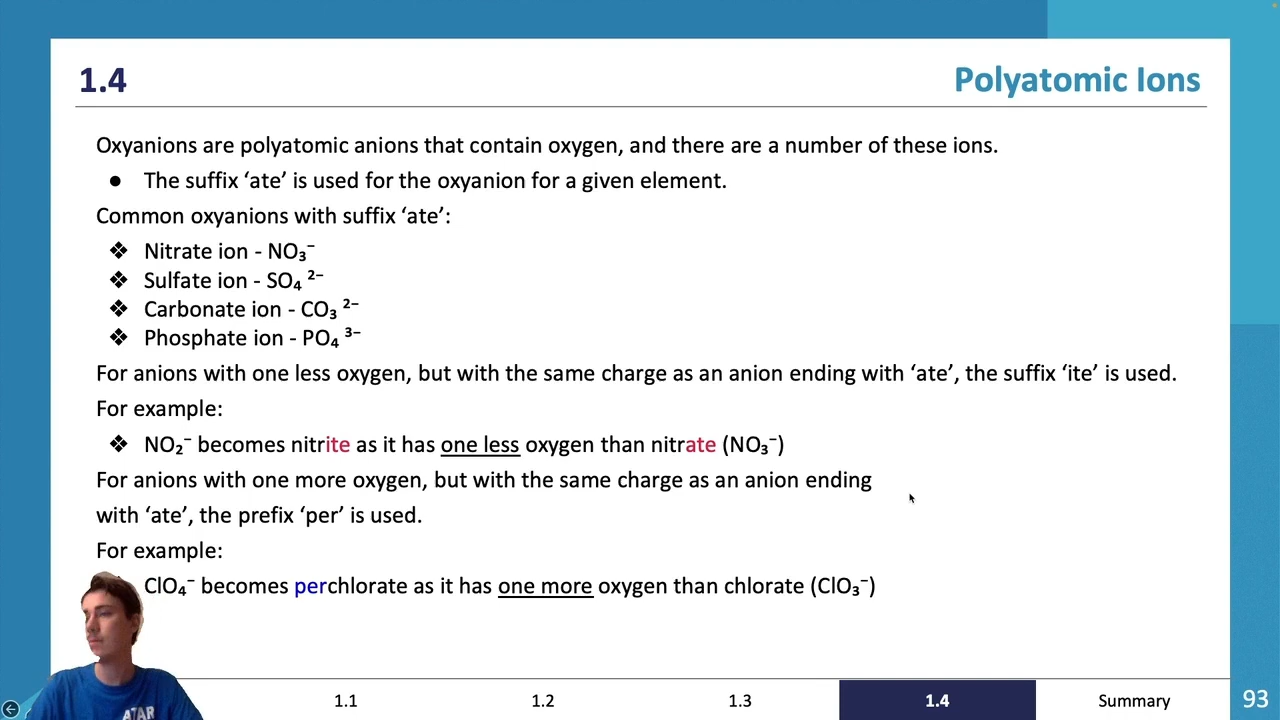 1.4
Polyatomic Ions
Oxyanions are polyatomic anions that contain oxygen, and there are a number of these ions.
● The suffix ‘ate’ is used for the oxyanion for a given element.
Common oxyanions with suffix ‘ate’:
❖ Nitrate ion - NO₃⁻
❖ Sulfate ion - SO₄ ²⁻
❖ Carbonate ion - CO₃ ²⁻
❖ Phosphate ion - PO₄ ³⁻
For anions with one less oxygen, but with the same charge as an anion ending with ‘ate’, the suffix ‘ite’ is used.
For example:
❖ NO₂⁻ becomes nitrite as it has one less oxygen than nitrate (NO₃⁻)
For anions with one more oxygen, but with the same charge as an anion ending
with ‘ate’, the prefix ‘per’ is used.
For example:
ClO₄⁻ becomes perchlorate as it has one more oxygen than chlorate (ClO₃⁻)
ATAR
1.1 1.2 1.3 1.4 Summary
93